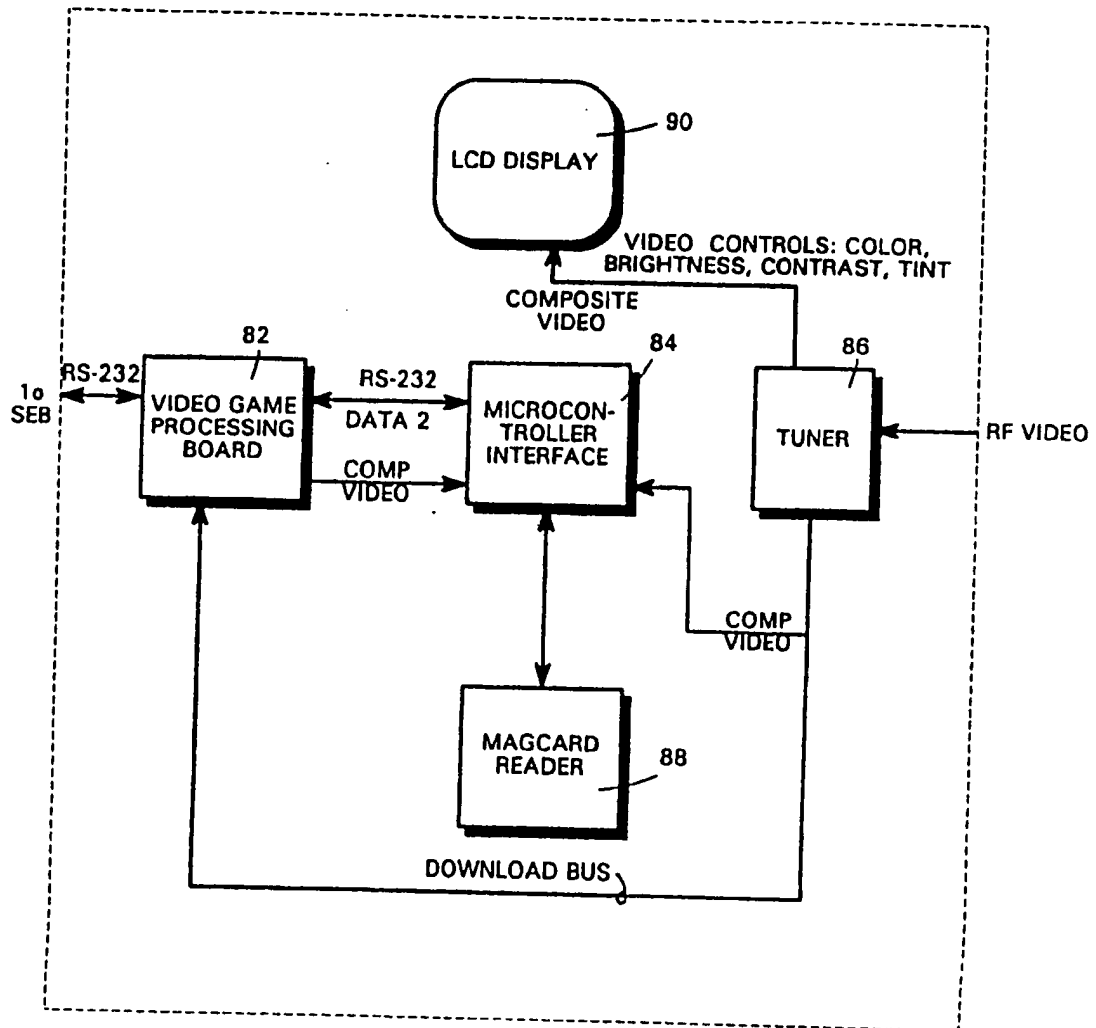 90
LCD DISPLAY
VIDEO CONTROLS: COLOR,
BRIGHTNESS, CONTRAST, TINT
COMPOSITE
VIDEO
82
84
86
1o
SEB
RS-232
VIDEO GAME
PROCESSING
BOARD
RS-232
DATA 2
COMP
VIDEO
MICROCON-
TROLLER
INTERFACE
TUNER
RF VIDEO
COMP
VIDEO
MAGCARD
READER
88
DOWNLOAD BUS